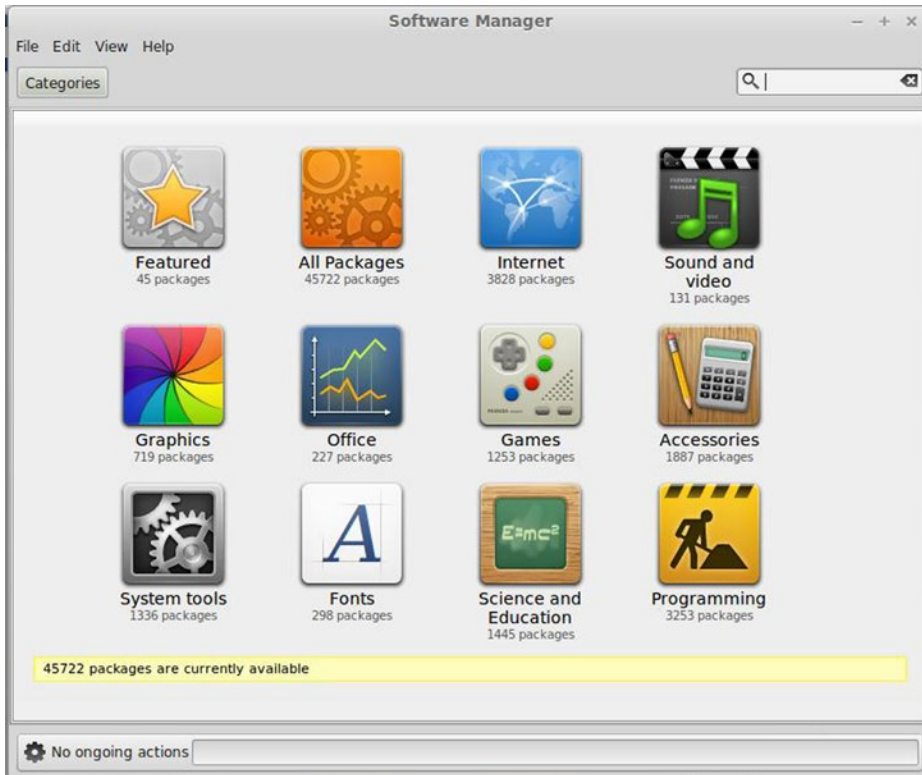 Software Manager
File Edit View Help
Categories
Featured
45 packages
All Packages
45722 packages
Internet
3828 packages
Sound and
video
131 packages
Graphics
719 packages
Office
227 packages
Games
1253 packages
Accessories
1887 packages
System tools
1336 packages
Fonts
298 packages
E=mc²
Science and
Education
1445 packages
Programming
3253 packages
45722 packages are currently available
No ongoing actions